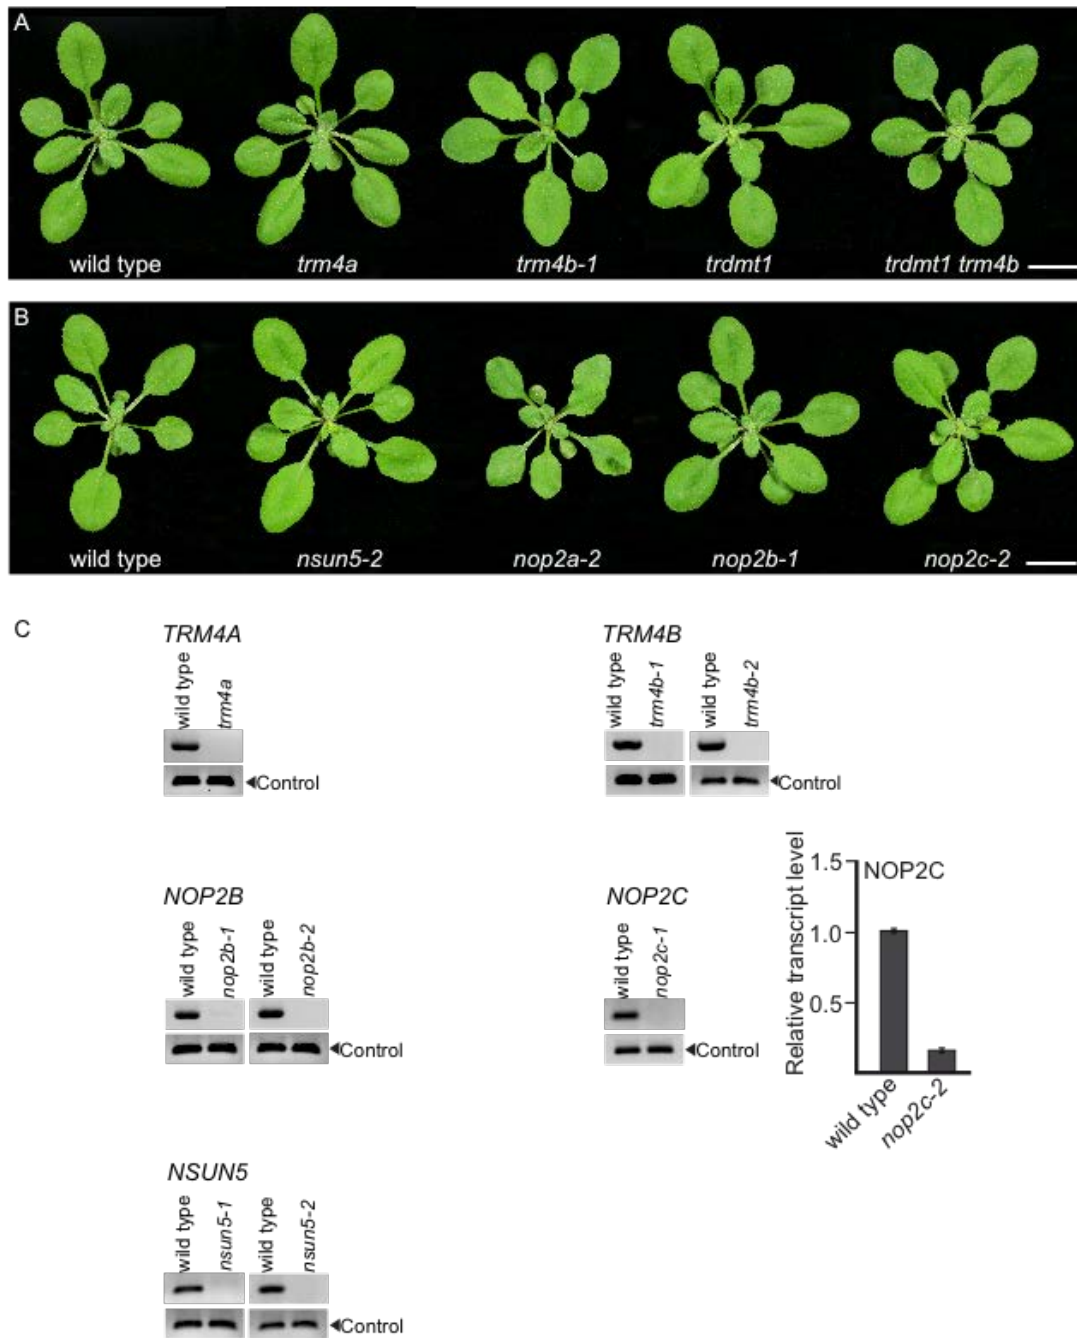 A
wild type
trm4a
trm4b-1
trdmt1
trdmt1 trm4b
B
wild type
nsun5-2
nop2a-2
nop2b-1
nop2c-2
C
TRM4A
wild type
trm4a
Control
TRM4B
wild type
trm4b-1
wild type
trm4b-2
Control
NOP2B
wild type
nop2b-1
wild type
nop2b-2
Control
NOP2C
wild type
nop2c-1
Control
Relative transcript level
1.5
1.0
0.5
NOP2C
wild type
nop2c-2
NSUN5
wild type
nsun5-1
wild type
nsun5-2
Control